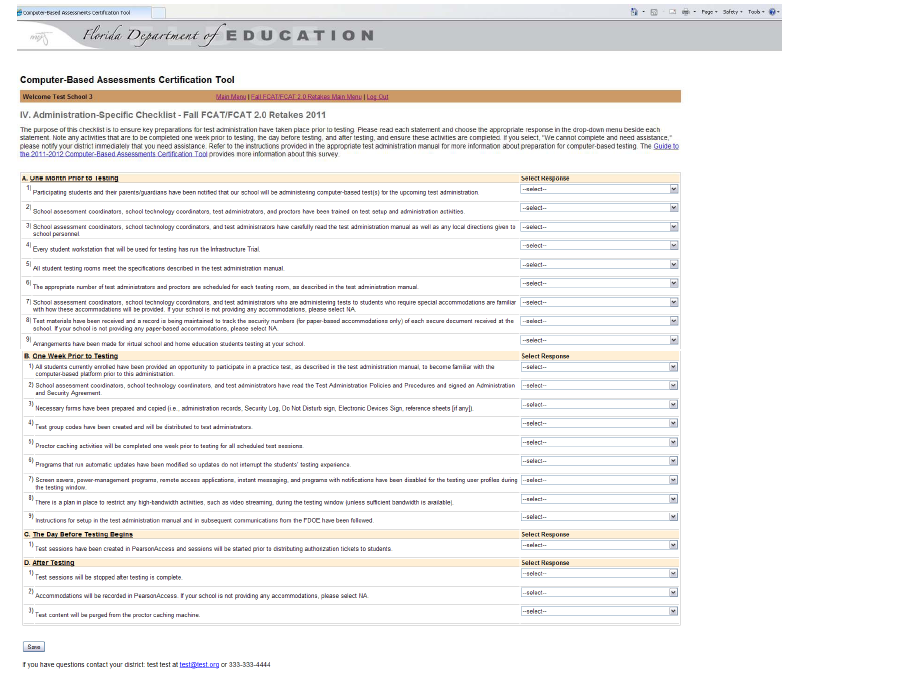 Computer-Based Assessments Certification Tool
Page Safety Tools
Florida Department of EDUCATION
Computer-Based Assessments Certification Tool
Welcome Test School 3 Main Menu | Fall FCAT/FCAT 2.0 Retakes Main Menu | Log Out
IV. Administration-Specific Checklist - Fall FCAT/FCAT 2.0 Retakes 2011
The purpose of this checklist is to ensure key preparations for test administration have taken place prior to testing. Please read each statement and choose the appropriate response in the drop-down menu beside each
statement. Note any activities that are to be completed one week prior to testing, the day before testing, and after testing, and ensure these activities are completed. If you select, "We cannot complete and need assistance,"
please notify your district immediately that you need assistance. Refer to the instructions provided in the appropriate test administration manual for more information about preparation for computer-based testing. The Guide to
the 2011-2012 Computer-Based Assessments Certification Tool provides more information about this survey.
A. One Month Prior to Testing Select Response
1) Participating students and their parents/guardians have been notified that our school will be administering computer-based test(s) for the upcoming test administration. --select--
2) School assessment coordinators, school technology coordinators, test administrators, and proctors have been trained on test setup and administration activities. --select--
3) School assessment coordinators, school technology coordinators, and test administrators have carefully read the test administration manual as well as any local directions given to --select--
school personnel.
4) Every student workstation that will be used for testing has run the Infrastructure Trial. --select--
5) All student testing rooms meet the specifications described in the test administration manual. --select--
6) The appropriate number of test administrators and proctors are scheduled for each testing room, as described in the test administration manual. --select--
7) School assessment coordinators, school technology coordinators, and test administrators who are administering tests to students who require special accommodations are familiar --select--
with how these accommodations will be provided. If your school is not providing any accommodations, please select NA.
8) Test materials have been received and a record is being maintained to track the security numbers (for paper-based accommodations only) of each secure document received at the --select--
school. If your school is not providing any paper-based accommodations, please select NA.
9) Arrangements have been made for virtual school and home education students testing at your school. --select--
B. One Week Prior to Testing Select Response
1) All students currently enrolled have been provided an opportunity to participate in a practice test, as described in the test administration manual, to become familiar with the --select--
computer-based platform prior to this administration.
2) School assessment coordinators, school technology coordinators, and test administrators have read the Test Administration Policies and Procedures and signed an Administration --select--
and Security Agreement.
3) Necessary forms have been prepared and copied (i.e., administration records, Security Log, Do Not Disturb sign, Electronic Devices Sign, reference sheets [if any]). --select--
4) Test group codes have been created and will be distributed to test administrators. --select--
5) Proctor caching activities will be completed one week prior to testing for all scheduled test sessions. --select--
6) Programs that run automatic updates have been modified so updates do not interrupt the students' testing experience. --select--
7) Screen savers, power-management programs, remote access applications, instant messaging, and programs with notifications have been disabled for the testing user profiles during --select--
the testing window.
8) There is a plan in place to restrict any high-bandwidth activities, such as video streaming, during the testing window (unless sufficient bandwidth is available). --select--
9) Instructions for setup in the test administration manual and in subsequent communications from the FDOE have been followed. --select--
C. The Day Before Testing Begins Select Response
1) Test sessions have been created in PearsonAccess and sessions will be started prior to distributing authorization tickets to students. --select--
D. After Testing Select Response
1) Test sessions will be stopped after testing is complete. --select--
2) Accommodations will be recorded in PearsonAccess. If your school is not providing any accommodations, please select NA. --select--
3) Test content will be purged from the proctor caching machine. --select--
Save
If you have questions contact your district: test test at test@test.org or 333-333-4444